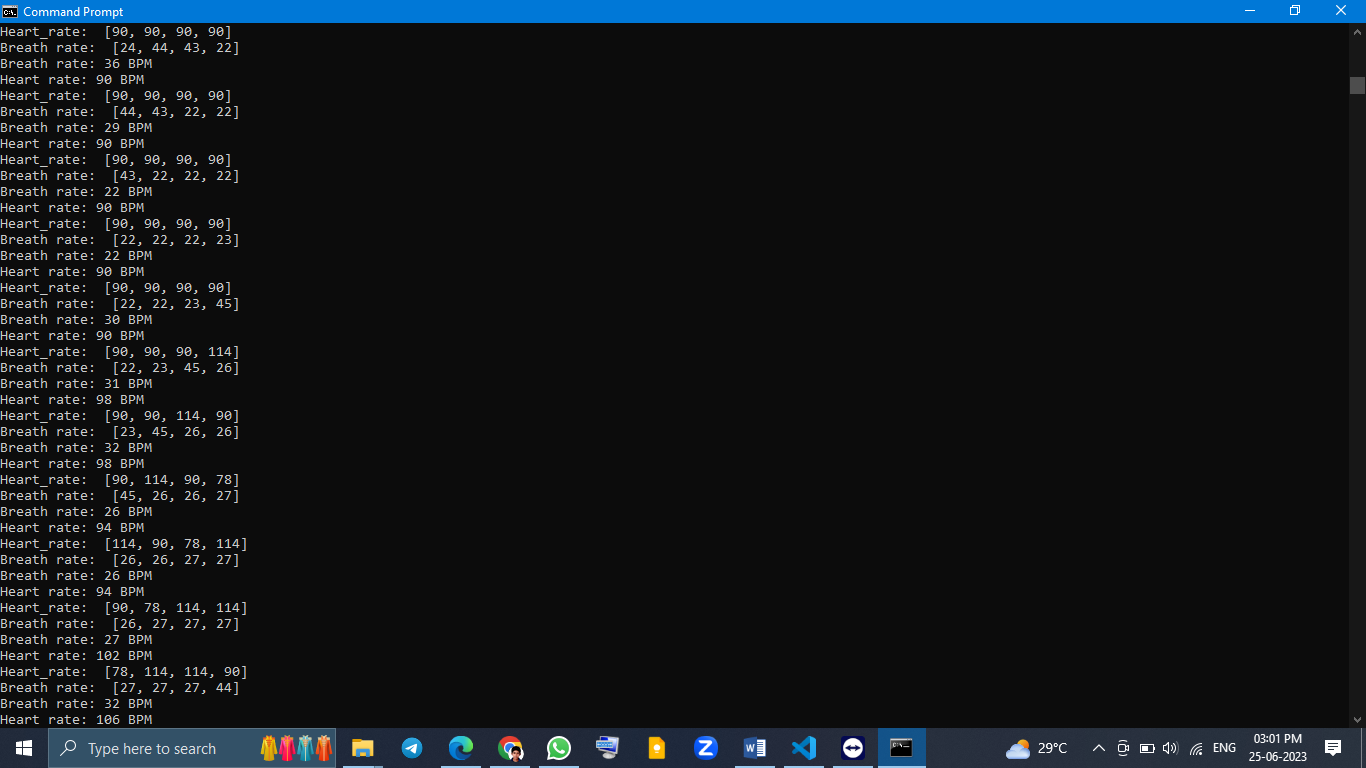 Command Prompt
Heart_rate:  [90, 90, 90, 90]
Breath rate:  [24, 44, 43, 22]
Breath rate: 36 BPM
Heart rate: 90 BPM
Heart_rate:  [90, 90, 90, 90]
Breath rate:  [44, 43, 22, 22]
Breath rate: 29 BPM
Heart rate: 90 BPM
Heart_rate:  [90, 90, 90, 90]
Breath rate:  [43, 22, 22, 22]
Breath rate: 22 BPM
Heart rate: 90 BPM
Heart_rate:  [90, 90, 90, 90]
Breath rate:  [22, 22, 22, 23]
Breath rate: 22 BPM
Heart rate: 90 BPM
Heart_rate:  [90, 90, 90, 90]
Breath rate:  [22, 22, 23, 45]
Breath rate: 30 BPM
Heart rate: 90 BPM
Heart_rate:  [90, 90, 90, 114]
Breath rate:  [22, 23, 45, 26]
Breath rate: 31 BPM
Heart rate: 98 BPM
Heart_rate:  [90, 90, 114, 90]
Breath rate:  [23, 45, 26, 26]
Breath rate: 32 BPM
Heart rate: 98 BPM
Heart_rate:  [90, 114, 90, 78]
Breath rate:  [45, 26, 26, 27]
Breath rate: 26 BPM
Heart rate: 94 BPM
Heart_rate:  [114, 90, 78, 114]
Breath rate:  [26, 26, 27, 27]
Breath rate: 26 BPM
Heart rate: 94 BPM
Heart_rate:  [90, 78, 114, 114]
Breath rate:  [26, 27, 27, 27]
Breath rate: 27 BPM
Heart rate: 102 BPM
Heart_rate:  [78, 114, 114, 90]
Breath rate:  [27, 27, 27, 44]
Breath rate: 32 BPM
Heart rate: 106 BPM
Type here to search
29°C
ENG
03:01 PM
25-06-2023